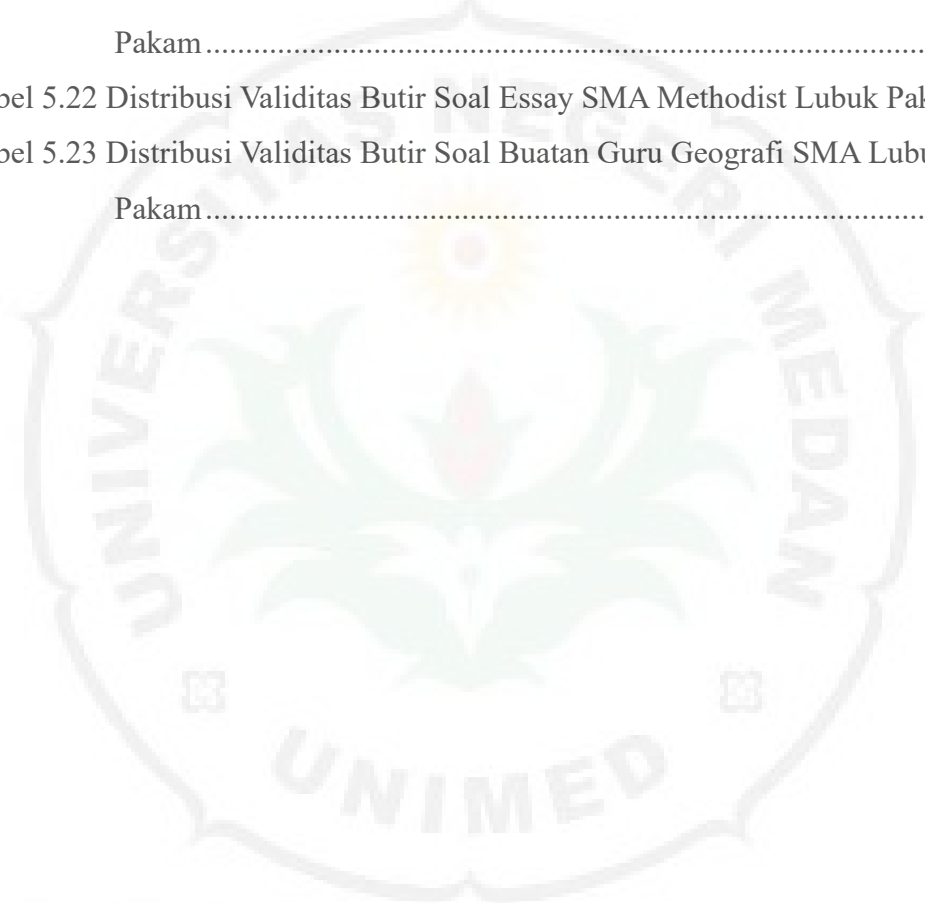 Pakam..........................................................................................
bel 5.22 Distribusi Validitas Butir Soal Essay SMA Methodist Lubuk Pak
bel 5.23 Distribusi Validitas Butir Soal Buatan Guru Geografi SMA Lubu
Pakam..........................................................................................
UNIVERSITAS NEGERI MEDAN
UNIMED